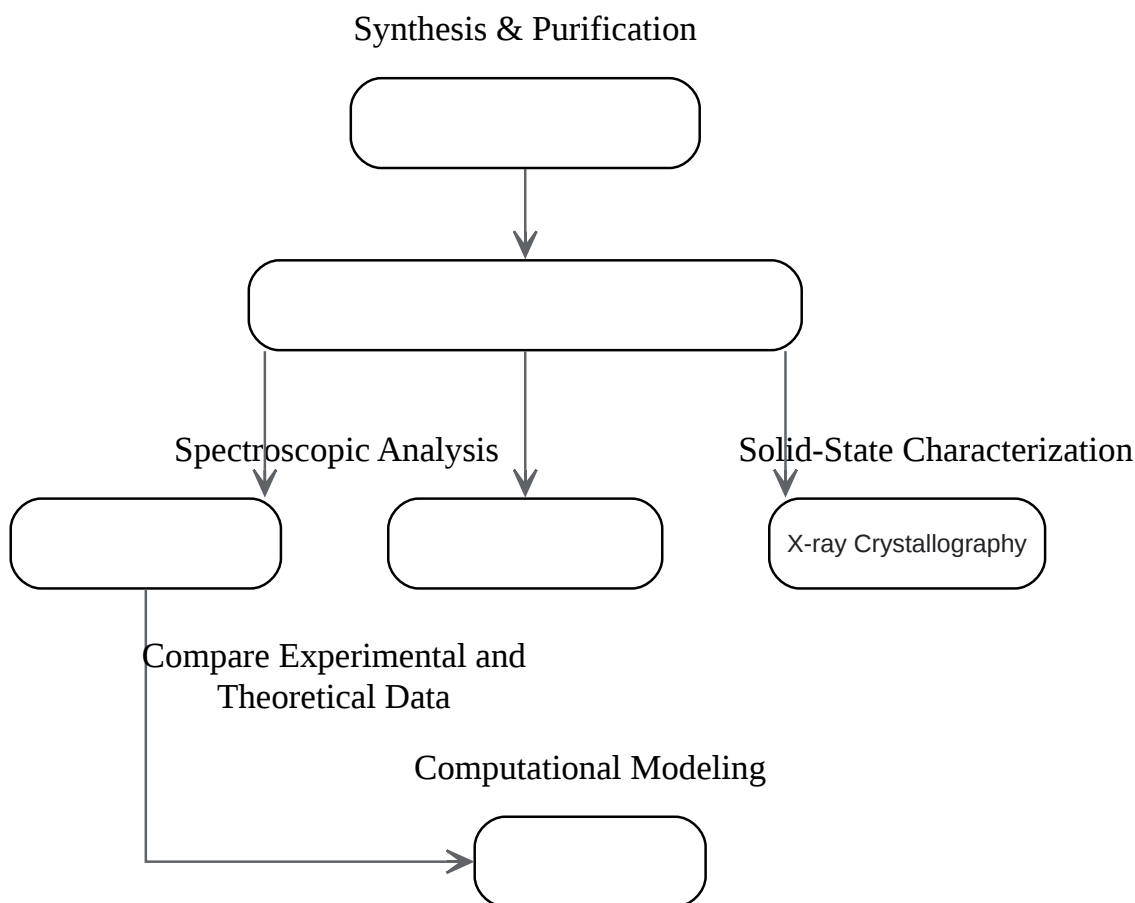 Synthesis & Purification
Spectroscopic Analysis
Solid-State Characterization
X-ray Crystallography
Compare Experimental and
Theoretical Data
Computational Modeling